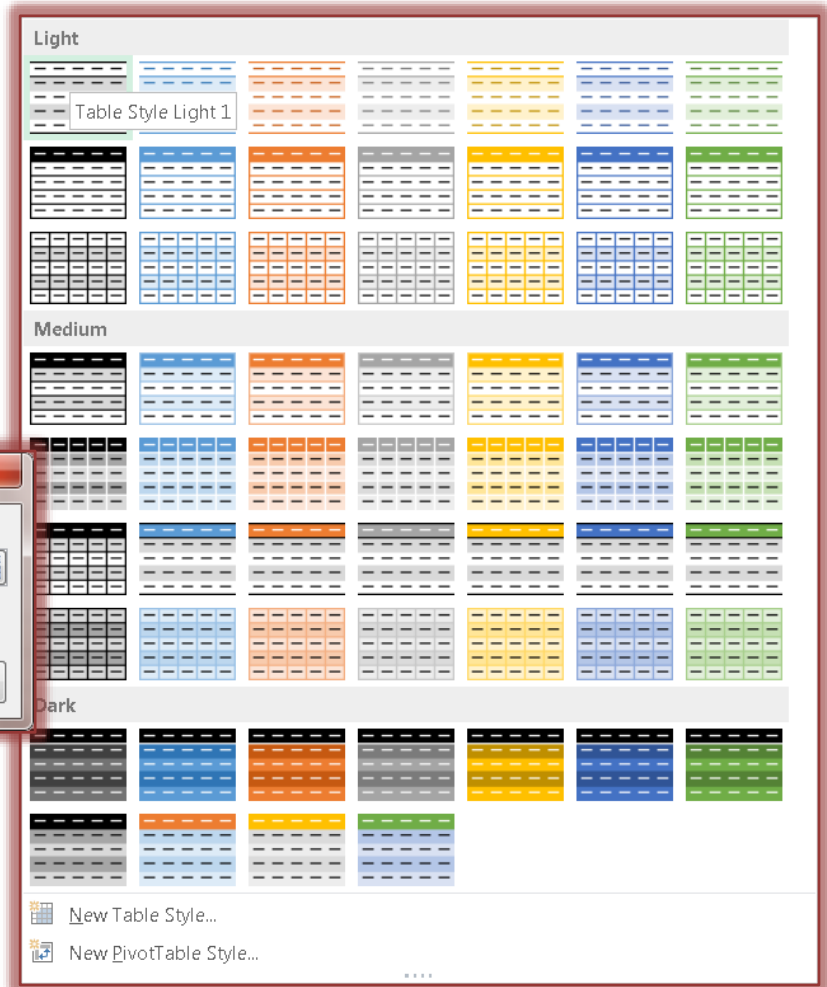 Light
Table Style Light 1
Medium
Dark
New Table Style...
New PivotTable Style...